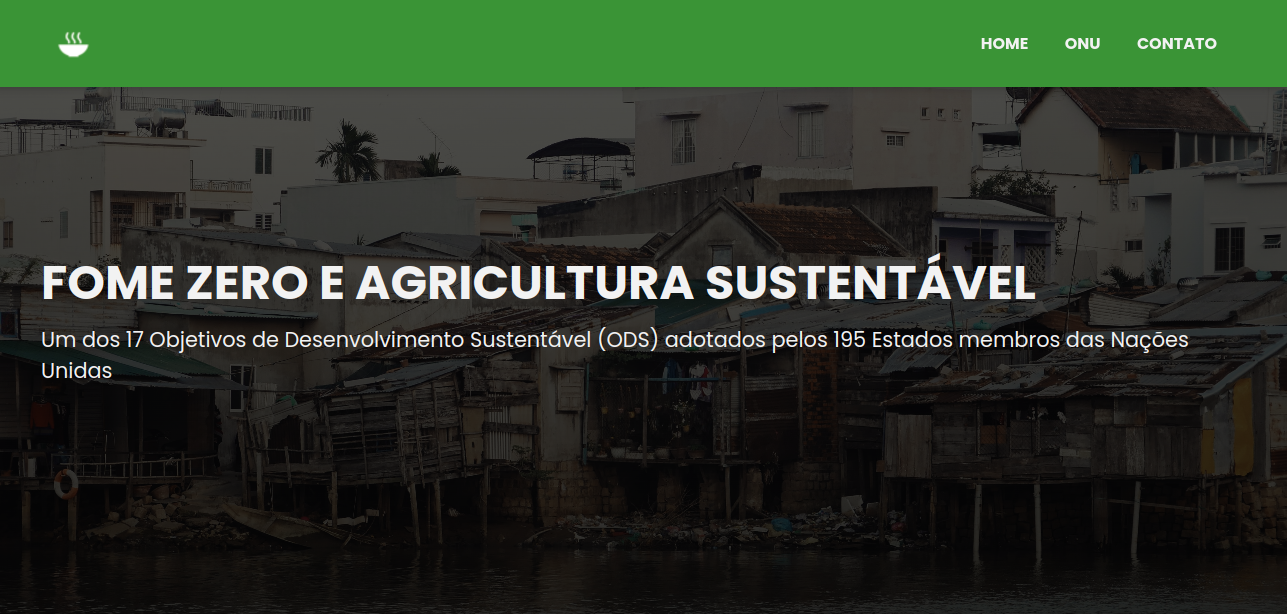 HOME ONU CONTATO
FOME ZERO E AGRICULTURA SUSTENTÁVEL
Um dos 17 Objetivos de Desenvolvimento Sustentável (ODS) adotados pelos 195 Estados membros das Nações
Unidas